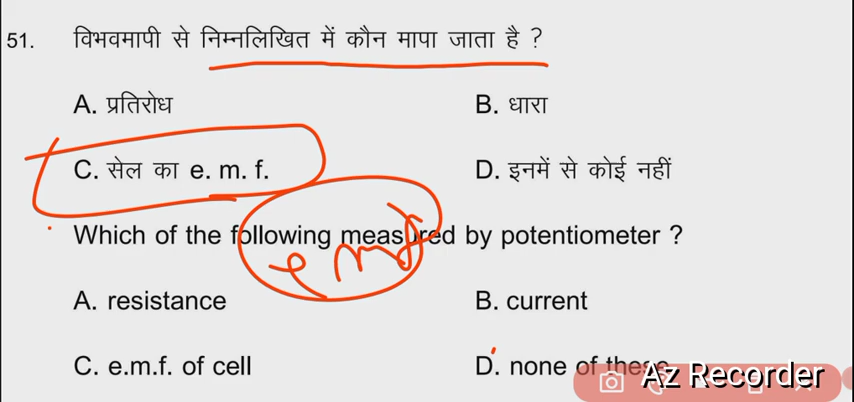 51. विभवमापी से निम्नलिखित में कौन मापा जाता है ?
A. प्रतिरोध B. धारा
C. सेल का e. m. f. D. इनमें से कोई नहीं
Which of the following measured by potentiometer ?
e m f
A. resistance B. current
C. e.m.f. of cell D. none of these
Az Recorder